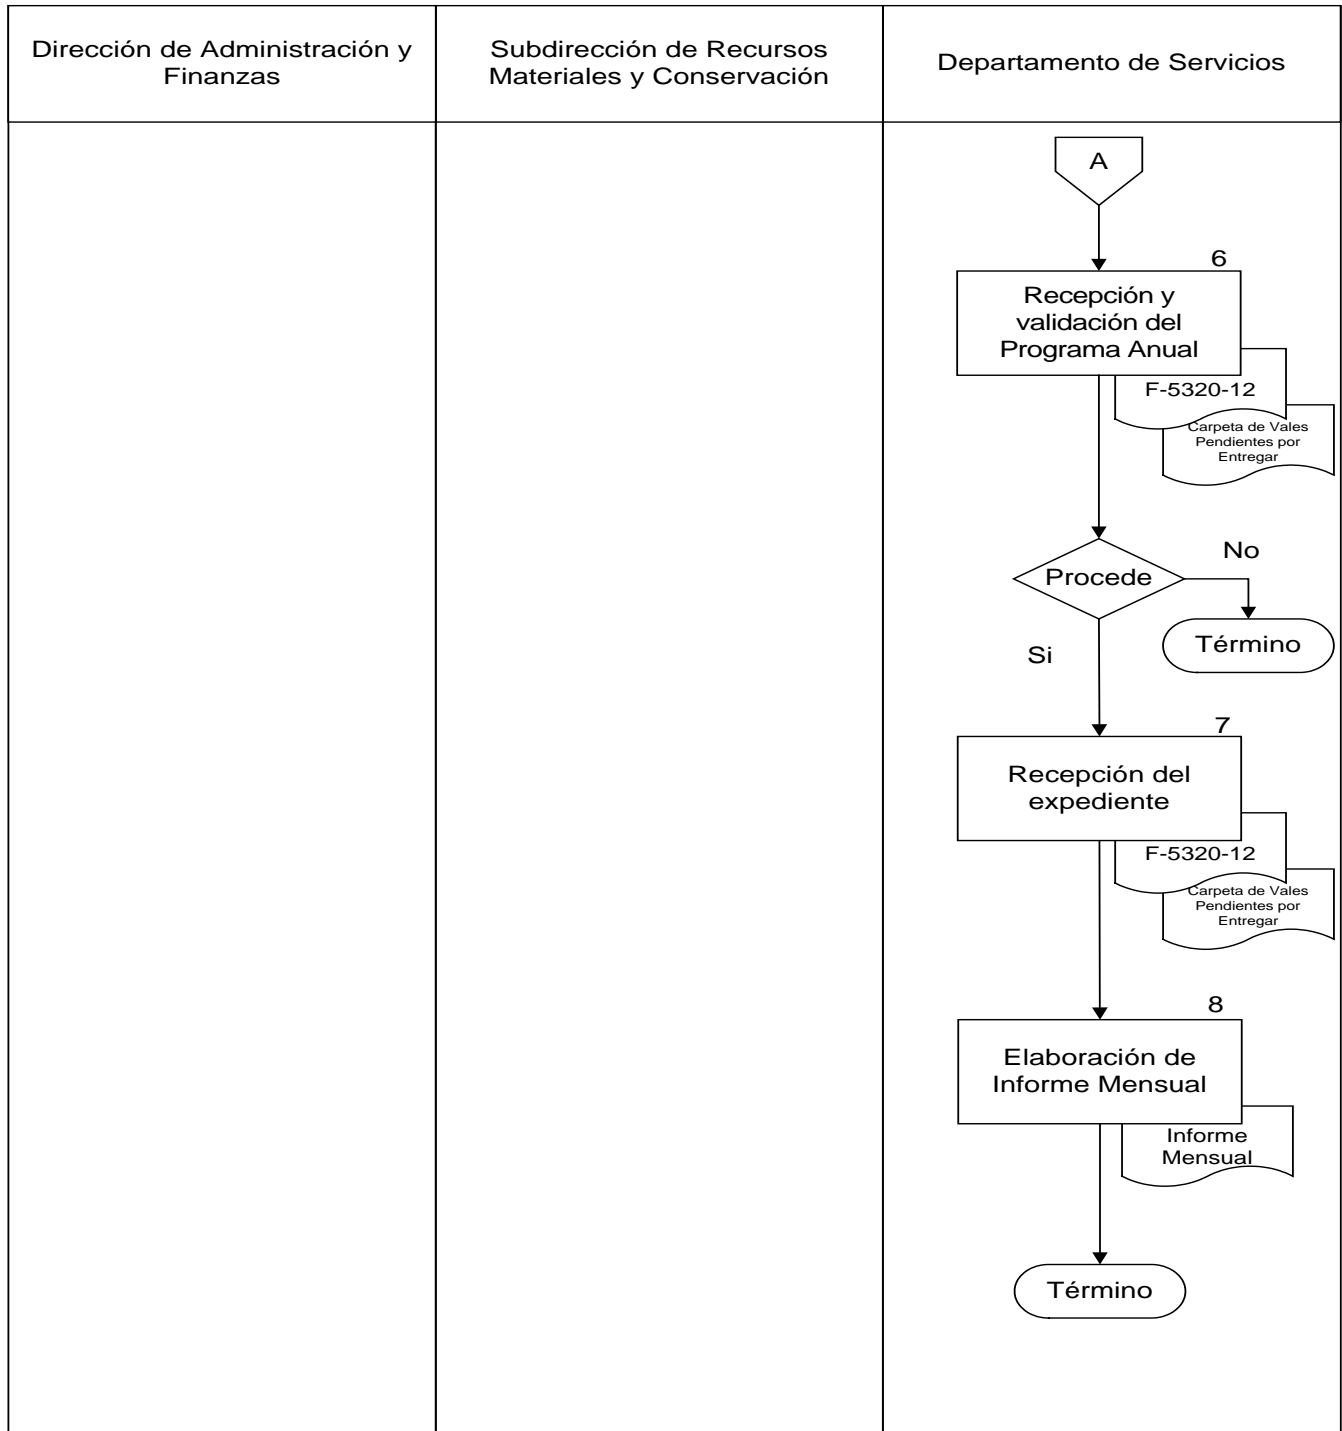 Dirección de Administración y
Finanzas
Subdirección de Recursos
Materiales y Conservación
Departamento de Servicios
A
6
Recepción y
validación del
Programa Anual
F-5320-12
Carpeta de Vales
Pendientes por
Entregar
Procede
No
Término
Si
7
Recepción del
expediente
F-5320-12
Carpeta de Vales
Pendientes por
Entregar
8
Elaboración de
Informe Mensual
Informe
Mensual
Término